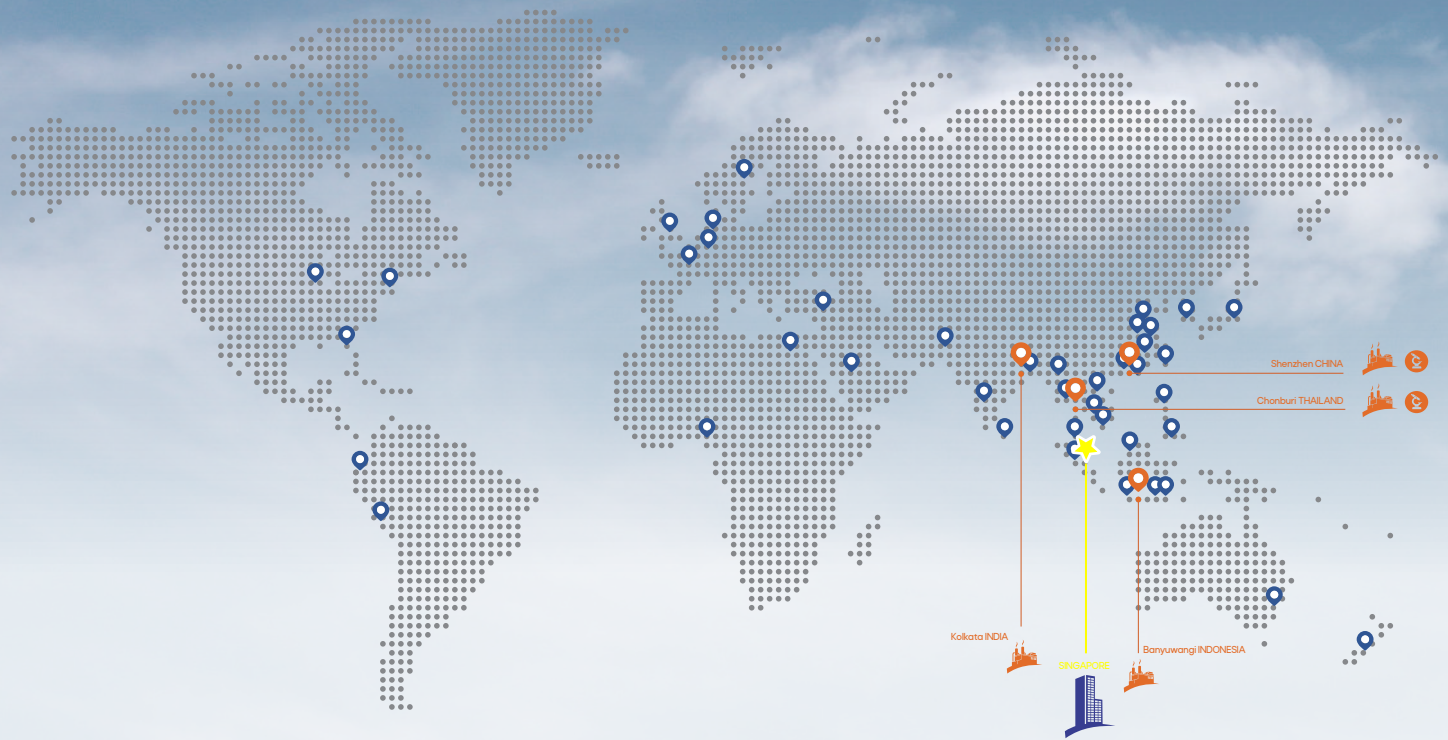 Shenzhen CHINA
Chonburi THAILAND
Kolkata INDIA
Banyuwangi INDONESIA
SINGAPORE